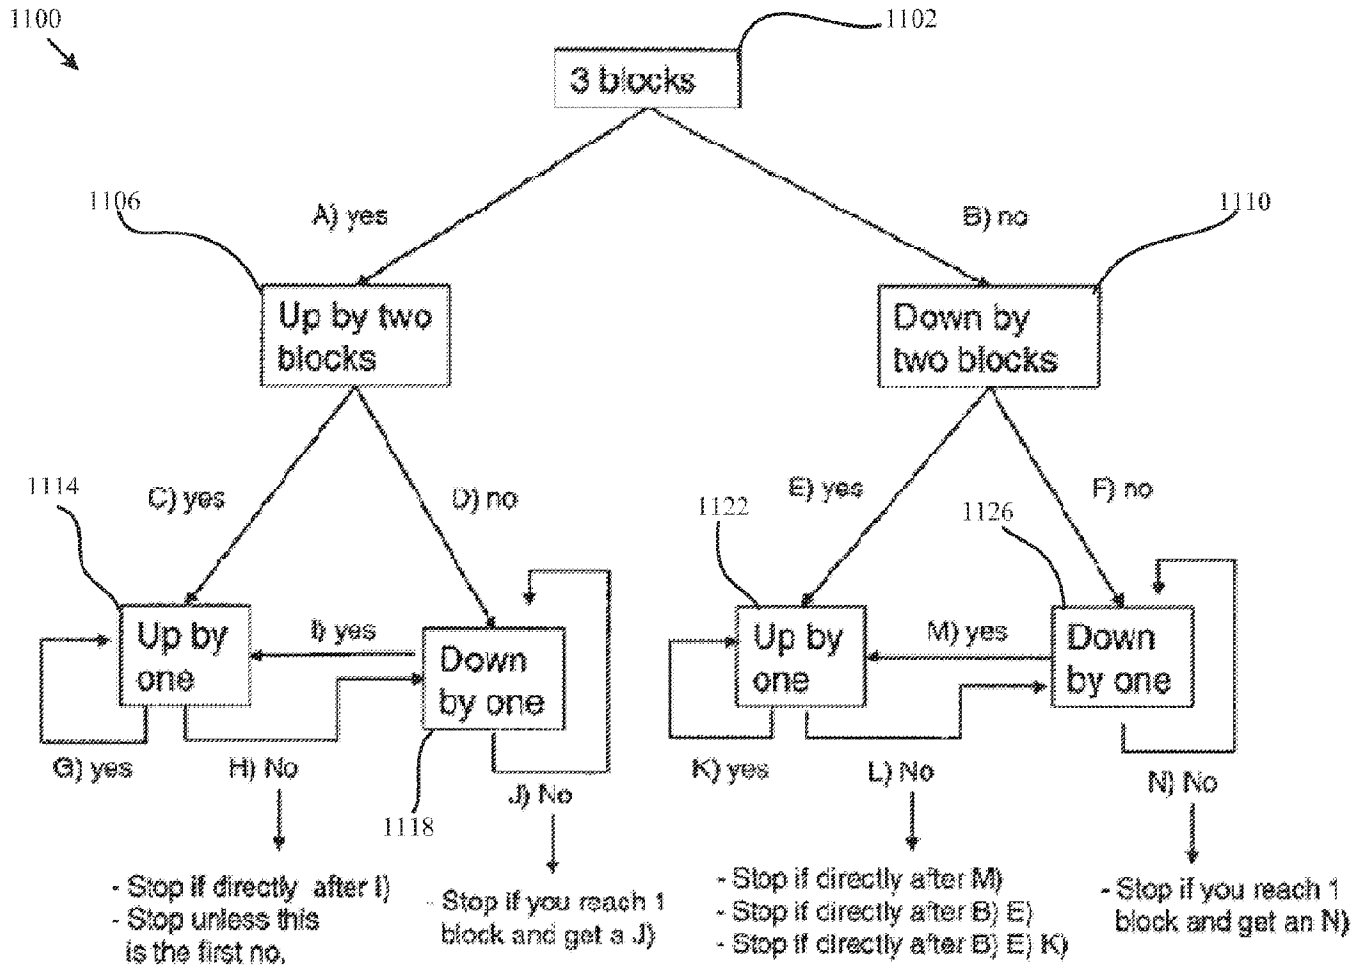 1100
1102
3 blocks
1106
A) yes
B) no
1110
Up by two
blocks
Down by
two blocks
1114
C) yes
D) no
1122
E) yes
1126
F) no
Up by
one
I) yes
Down
by one
Up by
one
M) yes
Down
by one
G) yes
H) No
J) No
1118
K) yes
L) No
N) No
- Stop if directly after I)
- Stop unless this
is the first no.
- Stop if you reach 1
block and get a J)
- Stop if directly after M)
- Stop if directly after B) E)
- Stop if directly after B) E) K)
- Stop if you reach 1
block and get an N)